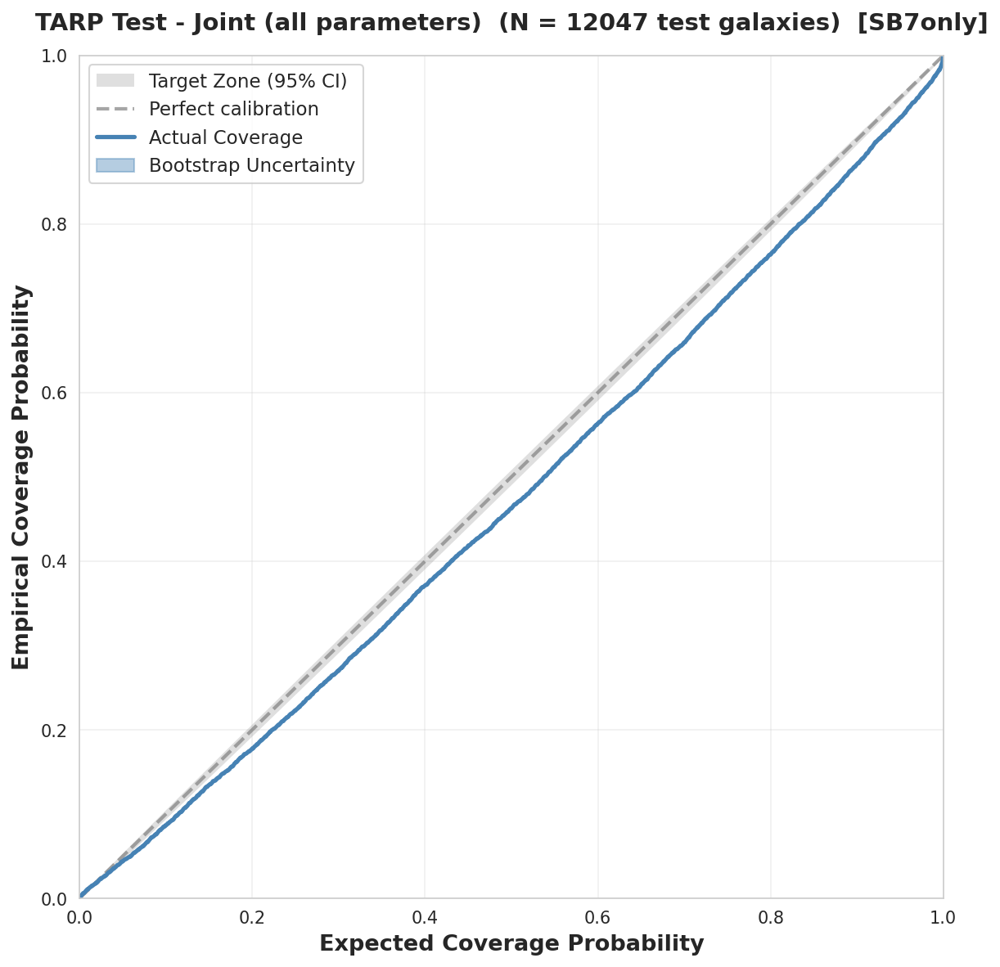 TARP Test - Joint (all parameters)  (N = 12047 test galaxies)  [SB7only]
1.0
Target Zone (95% CI)
Perfect calibration
Actual Coverage
Bootstrap Uncertainty
0.8
0.6
0.4
0.2
0.0
Empirical Coverage Probability
0.0 0.2 0.4 0.6 0.8 1.0
Expected Coverage Probability